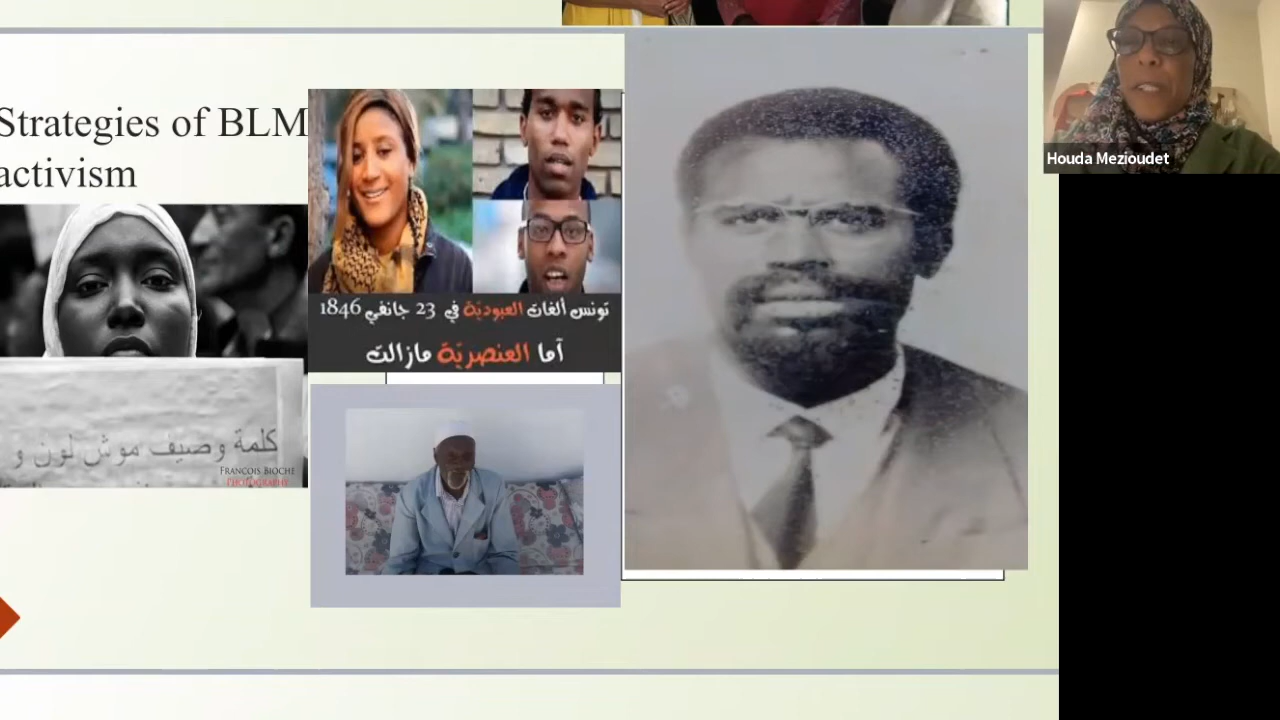 Strategies of BLM
activism
تونس ألغات العبوديّة في 23 جانفي 1846
أما العنصريّة مازالت
كلمة وصيف موش لون و
FRANCOIS BIOCHE
PHOTOGRAPHY
Houda Mezioudet